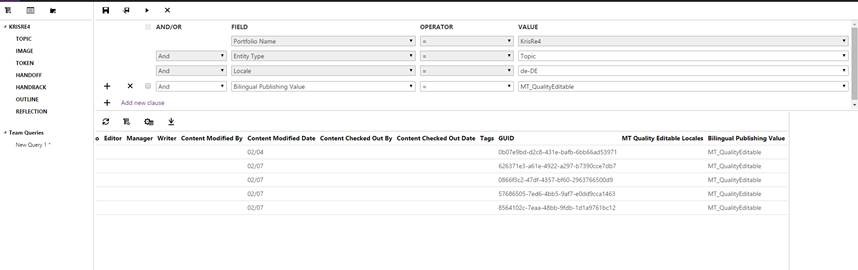 AND/OR FIELD OPERATOR VALUE
KRISRE4
TOPIC
IMAGE
TOKEN
HANDOFF
HANDBACK
OUTLINE
REFLECTION
Team Queries
New Query 1 *
Portfolio Name = KrisRe4
And Entity Type = Topic
And Locale = de-DE
And Bilingual Publishing Value = MT_QualityEditable
Add new clause
o Editor Manager Writer Content Modified By Content Modified Date Content Checked Out By Content Checked Out Date Tags GUID MT Quality Editable Locales Bilingual Publishing Value
02/04 0b07e9bd-d2c8-431e-bafb-6bb66ad53971 MT_QualityEditable
02/07 626371e3-a61e-4922-a297-b7390cce7db7 MT_QualityEditable
02/07 0866f3c2-47df-4357-bf60-2963766500d9 MT_QualityEditable
02/07 57686505-7ed6-4bb5-9af7-e0dd9cca1463 MT_QualityEditable
02/07 8564102c-7eaa-48bb-9fdb-1d1a9761bc12 MT_QualityEditable